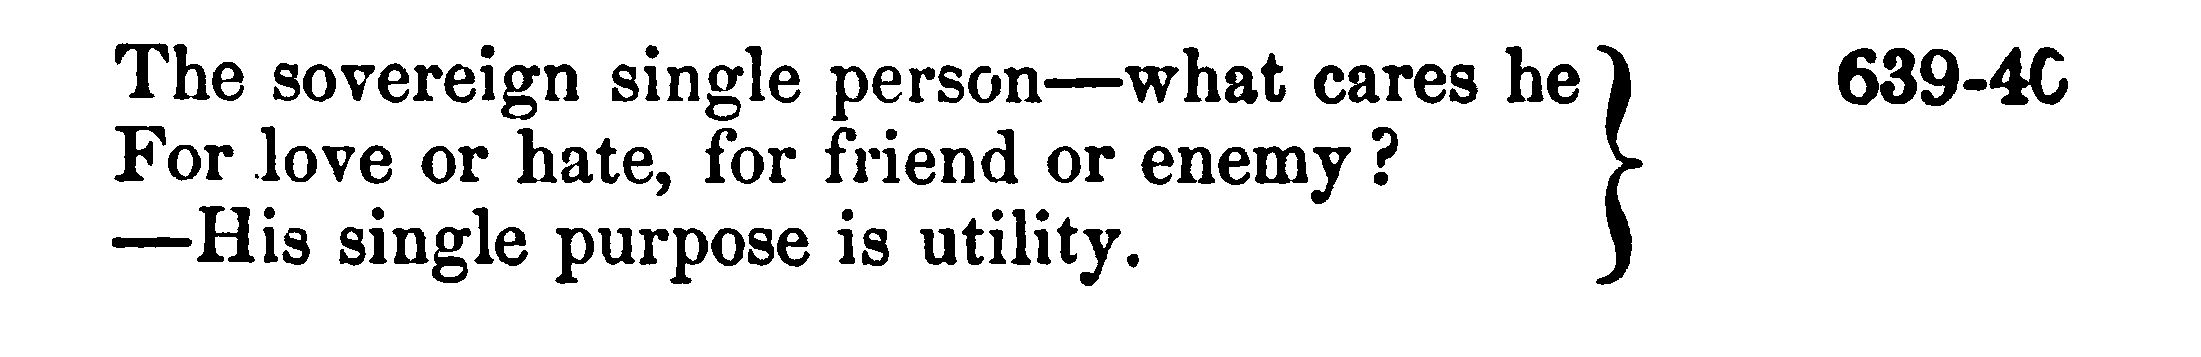 The sovereign single person—what cares he } 639-40
For love or hate, for friend or enemy?
—His single purpose is utility.